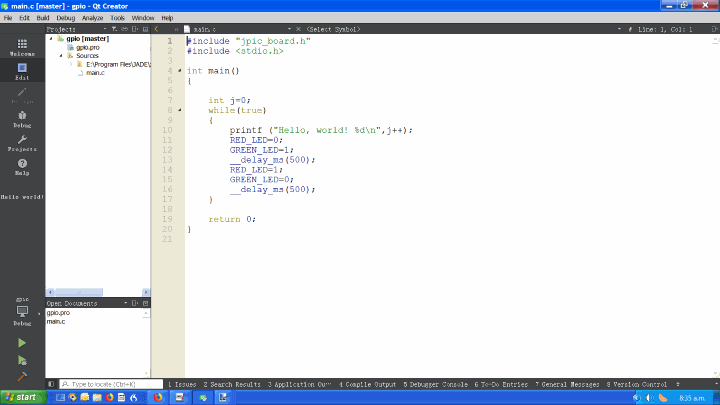 main.c [master] - gpio - Qt Creator
File Edit Build Debug Analyze Tools Window Help
Projects
main.c
<Select Symbol>
Line: 1, Col: 1
gpio [master]
gpio.pro
Sources
E:\Program Files\JADE\
main.c
Welcome
Edit
Debug
Projects
Help
Hello world!
gpio
Debug
1 #include "jpic_board.h"
2 #include <stdio.h>
3
4 int main()
5 {
6
7 int j=0;
8 while(true)
9 {
10 printf ("Hello, world! %d\n",j++);
11 RED_LED=0;
12 GREEN_LED=1;
13 __delay_ms(500);
14 RED_LED=1;
15 GREEN_LED=0;
16 __delay_ms(500);
17 }
18
19 return 0;
20 }
21
Open Documents
gpio.pro
main.c
Type to locate (Ctrl+K)
1 Issues 2 Search Results 3 Application Ou··· 4 Compile Output 5 Debugger Console 6 To-Do Entries 7 General Messages 8 Version Control
start
8:35 a.m.